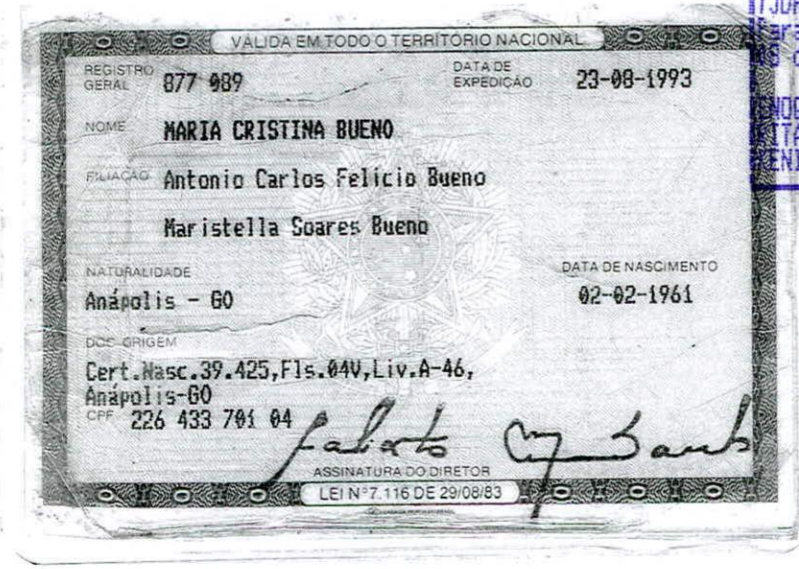 VÁLIDA EM TODO O TERRITÓRIO NACIONAL
REGISTRO GERAL 877 089 DATA DE EXPEDIÇÃO 23-08-1993
NOME MARIA CRISTINA BUENO
FILIAÇÃO Antonio Carlos Felicio Bueno
Maristella Soares Bueno
NATURALIDADE DATA DE NASCIMENTO
Anápolis - GO 02-02-1961
DOC ORIGEM
Cert.Nasc.39.425,Fls.04V,Liv.A-46,
Anápolis-GO
CPF 226 433 701 04
ASSINATURA DO DIRETOR
LEI Nº 7.116 DE 29/08/83